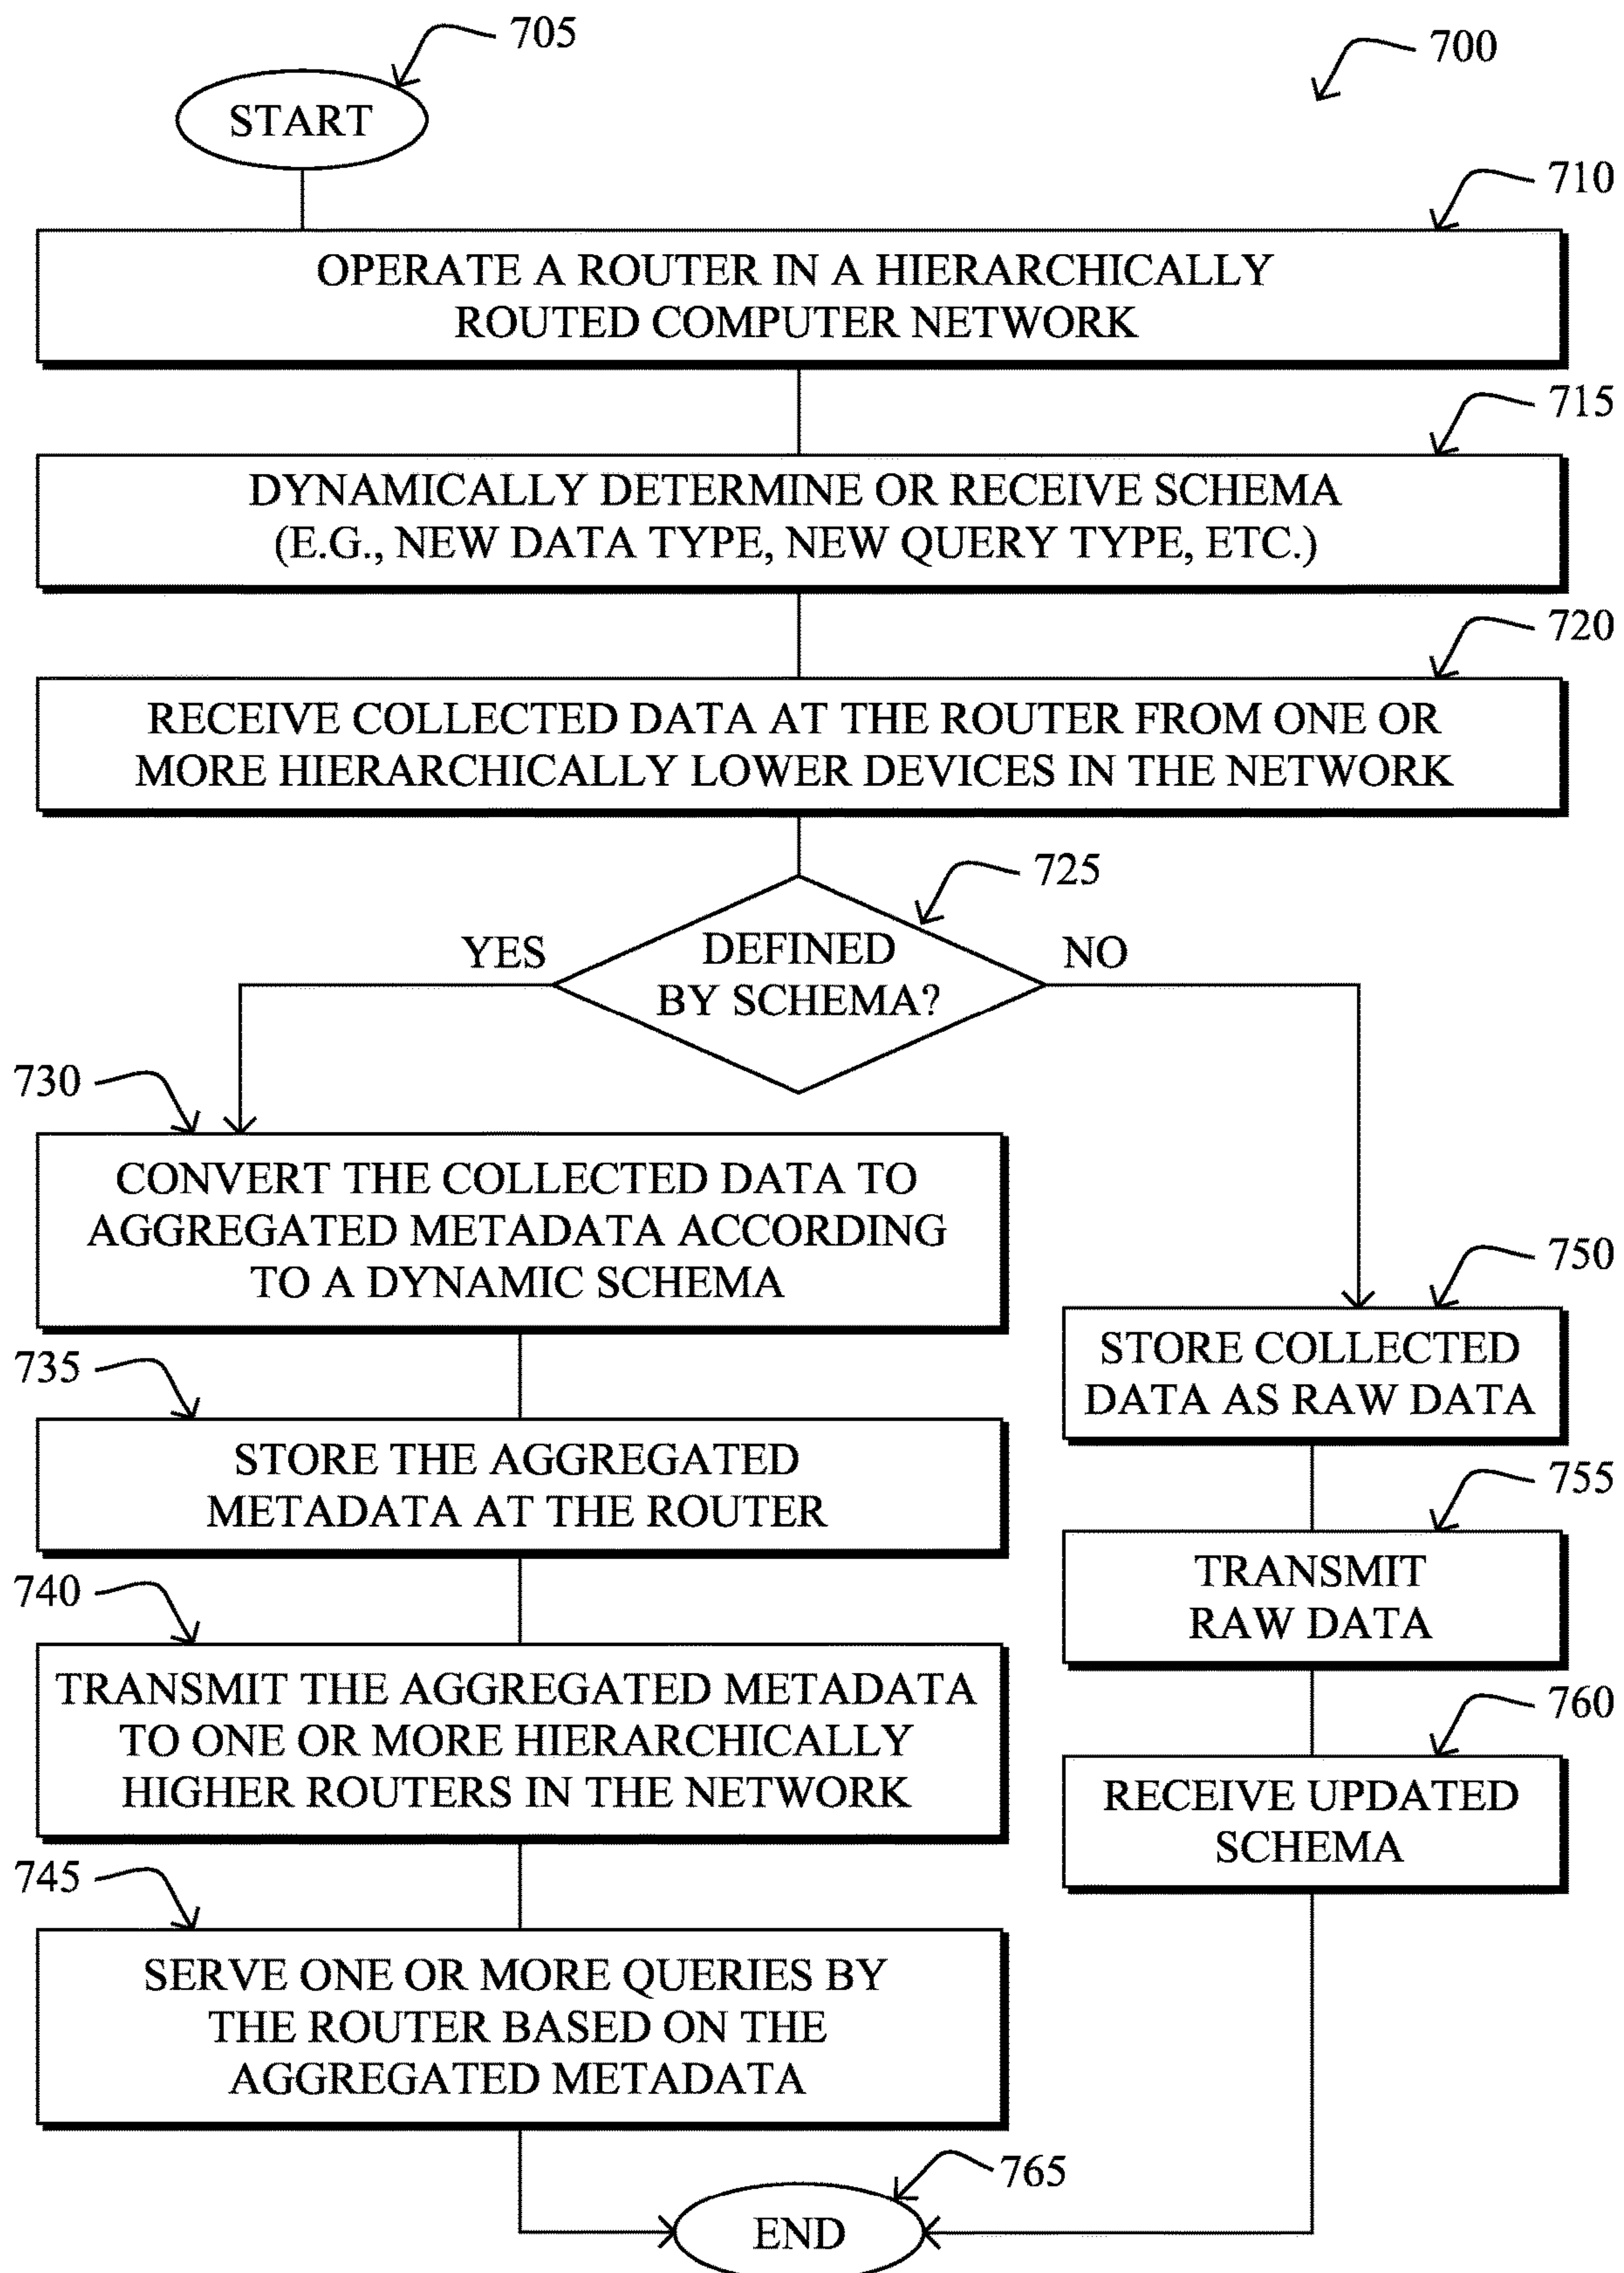 705
700
START
710
OPERATE A ROUTER IN A HIERARCHICALLY
ROUTED COMPUTER NETWORK
715
DYNAMICALLY DETERMINE OR RECEIVE SCHEMA
(E.G., NEW DATA TYPE, NEW QUERY TYPE, ETC.)
720
RECEIVE COLLECTED DATA AT THE ROUTER FROM ONE OR
MORE HIERARCHICALLY LOWER DEVICES IN THE NETWORK
725
YES
DEFINED
BY SCHEMA?
NO
730
CONVERT THE COLLECTED DATA TO
AGGREGATED METADATA ACCORDING
TO A DYNAMIC SCHEMA
735
STORE THE AGGREGATED
METADATA AT THE ROUTER
740
TRANSMIT THE AGGREGATED METADATA
TO ONE OR MORE HIERARCHICALLY
HIGHER ROUTERS IN THE NETWORK
745
SERVE ONE OR MORE QUERIES BY
THE ROUTER BASED ON THE
AGGREGATED METADATA
750
STORE COLLECTED
DATA AS RAW DATA
755
TRANSMIT
RAW DATA
760
RECEIVE UPDATED
SCHEMA
765
END